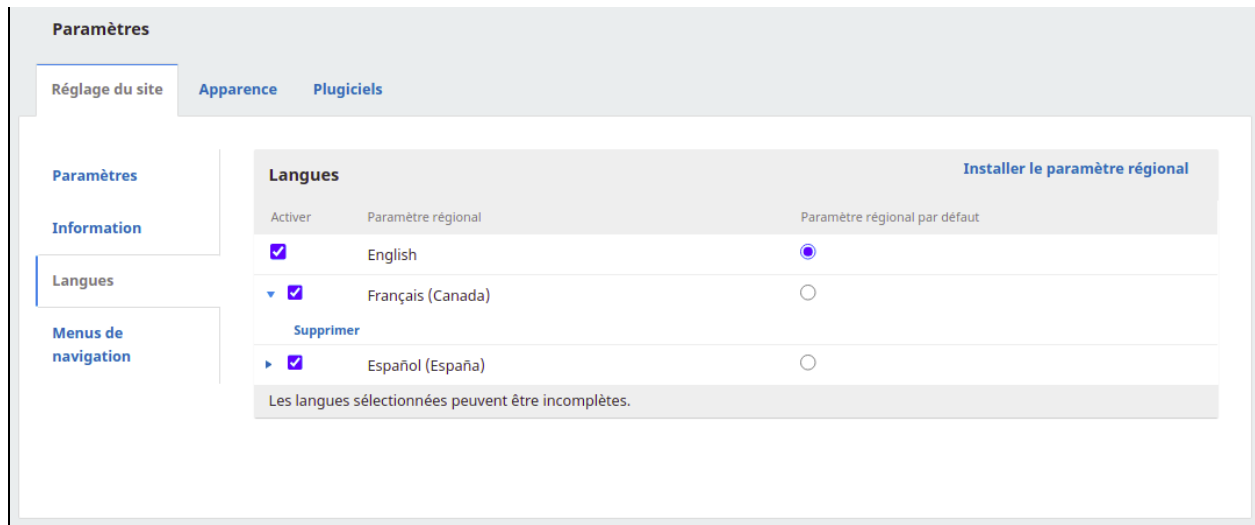 Paramètres
Réglage du site Apparence Plugiciels
Paramètres
Information
Langues
Menus de
navigation
Langues Installer le paramètre régional
Activer Paramètre régional Paramètre régional par défaut
English
Français (Canada)
Supprimer
Español (España)
Les langues sélectionnées peuvent être incomplètes.